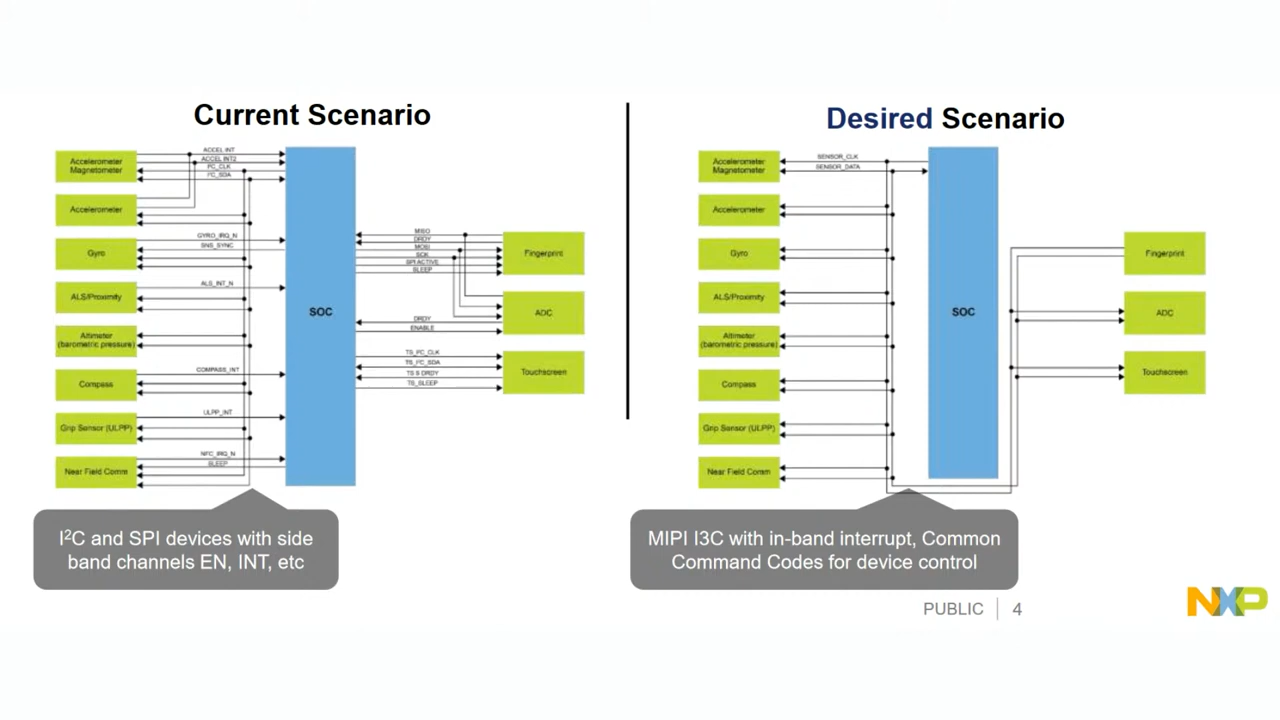 Current Scenario
Accelerometer
Magnetometer
Accelerometer
Gyro
ALS/Proximity
Altimeter
(barometric pressure)
Compass
Grip Sensor (ULPP)
Near Field Comm
ACCEL INT
ACCEL INT2
I²C_CLK
I²C_SDA
GYRO_IRQ_N
SNS_SYNC
ALS_INT_N
COMPASS_INT
ULPP_INT
NFC_IRQ_N
SLEEP
SOC
MISO
DRDY
MOSI
SCK
SPI ACTIVE
SLEEP
DRDY
ENABLE
TS_I²C_CLK
TS_I²C_SDA
TS S DRDY
TS_SLEEP
Fingerprint
ADC
Touchscreen
I²C and SPI devices with side
band channels EN, INT, etc
Desired Scenario
Accelerometer
Magnetometer
Accelerometer
Gyro
ALS/Proximity
Altimeter
(barometric pressure)
Compass
Grip Sensor (ULPP)
Near Field Comm
SENSOR_CLK
SENSOR_DATA
SOC
Fingerprint
ADC
Touchscreen
MIPI I3C with in-band interrupt, Common
Command Codes for device control
PUBLIC | 4
NXP